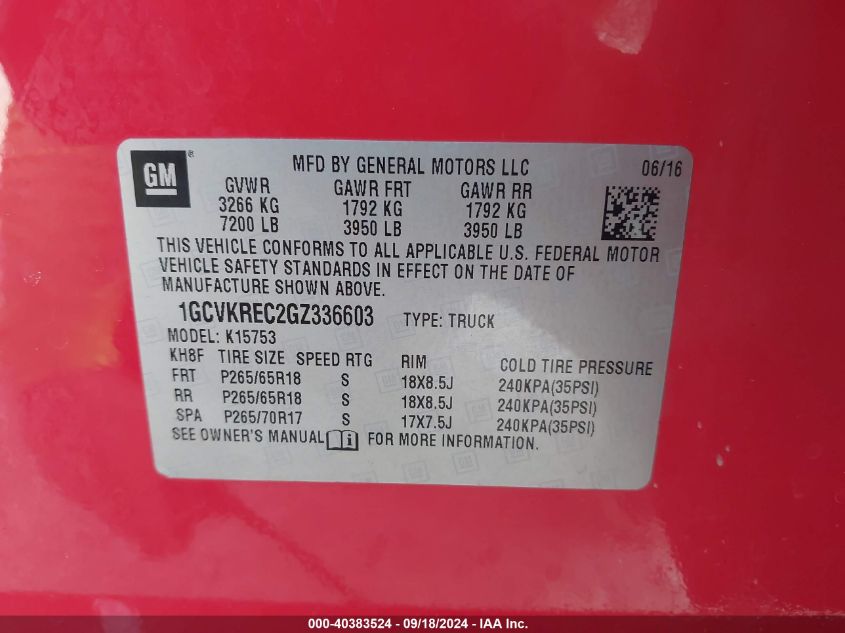 GM ®
MFD BY GENERAL MOTORS LLC 06/16
GVWR GAWR FRT GAWR RR
3266 KG 1792 KG 1792 KG
7200 LB 3950 LB 3950 LB
THIS VEHICLE CONFORMS TO ALL APPLICABLE U.S. FEDERAL MOTOR
VEHICLE SAFETY STANDARDS IN EFFECT ON THE DATE OF
MANUFACTURE SHOWN ABOVE.
1GCVKREC2GZ336603 TYPE: TRUCK
MODEL: K15753
KH8F TIRE SIZE SPEED RTG RIM COLD TIRE PRESSURE
FRT P265/65R18 S 18X8.5J 240KPA(35PSI)
RR P265/65R18 S 18X8.5J 240KPA(35PSI)
SPA P265/70R17 S 17X7.5J 240KPA(35PSI)
SEE OWNER'S MANUAL i FOR MORE INFORMATION.
000-40383524 - 09/18/2024 - IAA Inc.